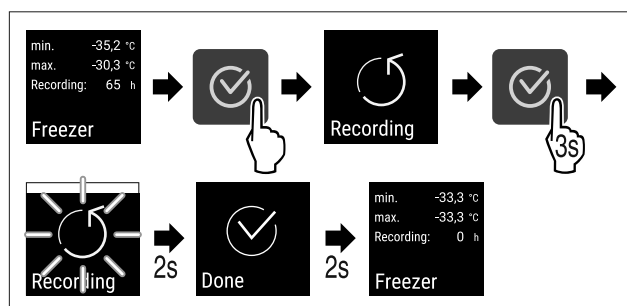 min. -35,2 °C
max. -30,3 °C
Recording: 65 h
Freezer
Recording
3s
Recording
2s
Done
2s
min. -33,3 °C
max. -33,3 °C
Recording: 0 h
Freezer